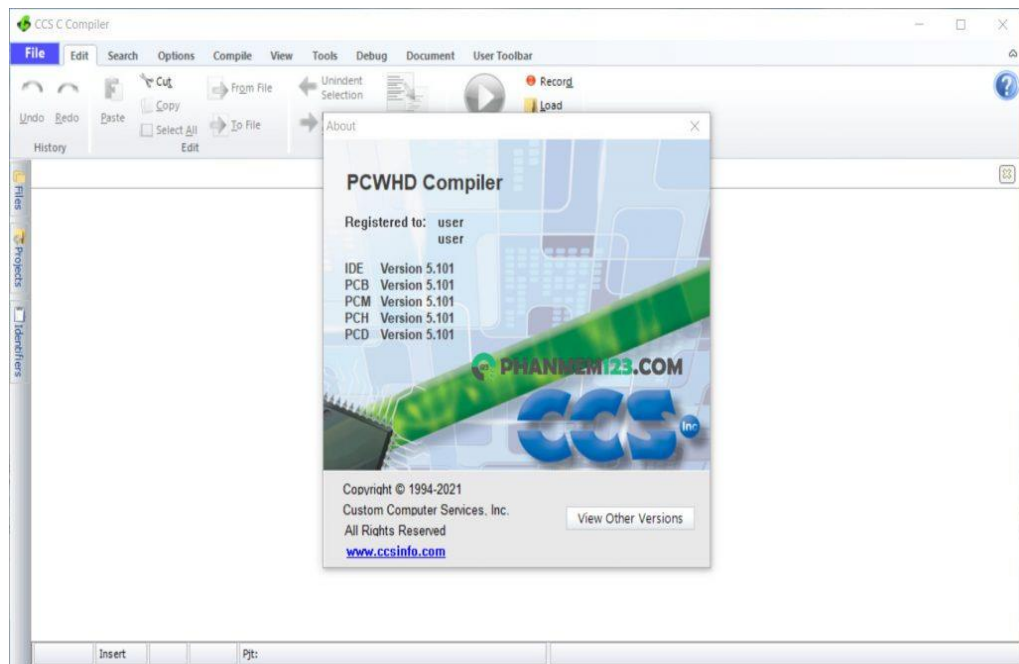 CCS C Compiler
File Edit Search Options Compile View Tools Debug Document User Toolbar
Undo Redo
History
Paste
Cut
Copy
Select All
Edit
From File
To File
Unindent
Selection
Record
Load
Files
Projects
Identifiers
About
PCWHD Compiler
Registered to: user
user
IDE Version 5.101
PCB Version 5.101
PCM Version 5.101
PCH Version 5.101
PCD Version 5.101
PHANMEM123.COM
CCS Inc
Copyright © 1994-2021
Custom Computer Services, Inc.
All Rights Reserved
www.ccsinfo.com
View Other Versions
Insert Pjt: